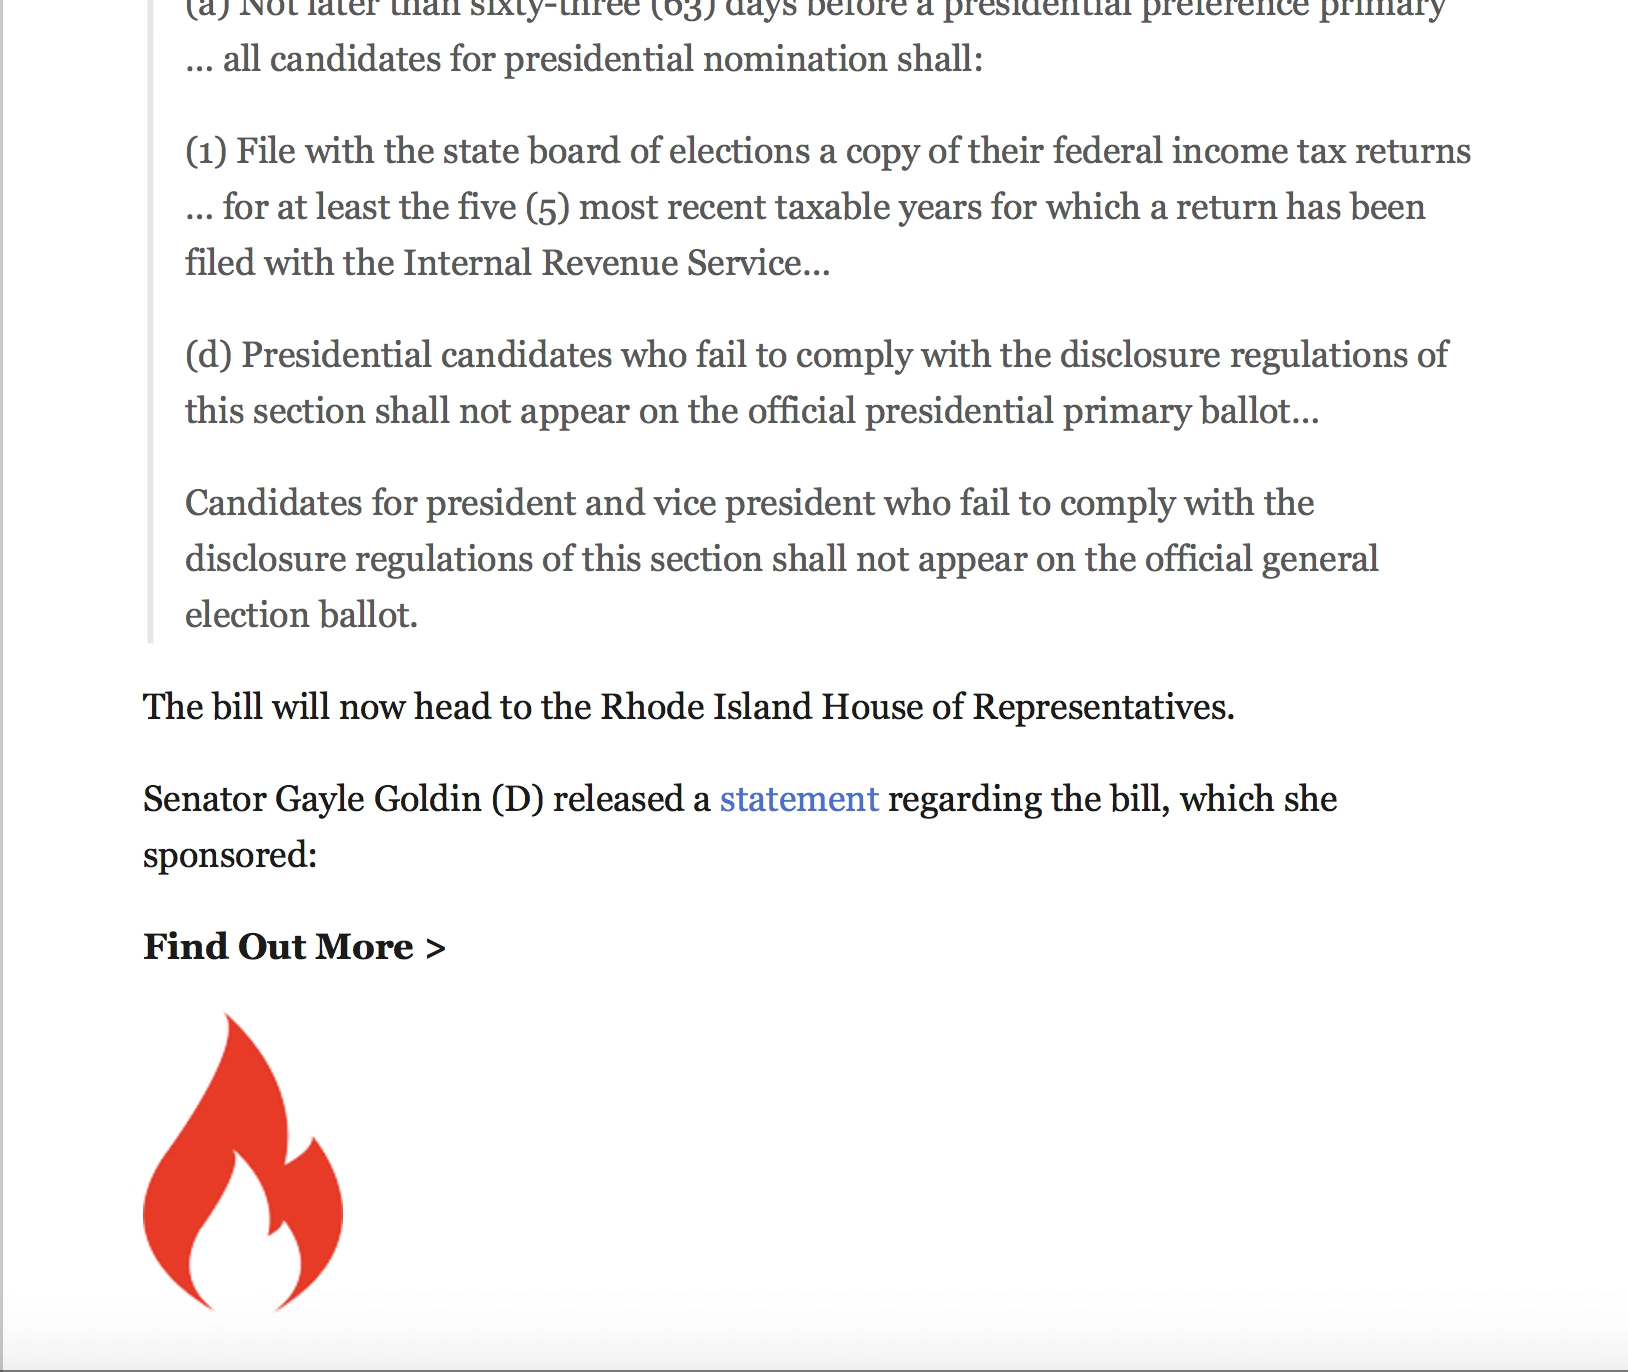 (a) Not later than sixty-three (63) days before a presidential preference primary
... all candidates for presidential nomination shall:
(1) File with the state board of elections a copy of their federal income tax returns
... for at least the five (5) most recent taxable years for which a return has been
filed with the Internal Revenue Service...
(d) Presidential candidates who fail to comply with the disclosure regulations of
this section shall not appear on the official presidential primary ballot...
Candidates for president and vice president who fail to comply with the
disclosure regulations of this section shall not appear on the official general
election ballot.
The bill will now head to the Rhode Island House of Representatives.
Senator Gayle Goldin (D) released a statement regarding the bill, which she
sponsored:
Find Out More >